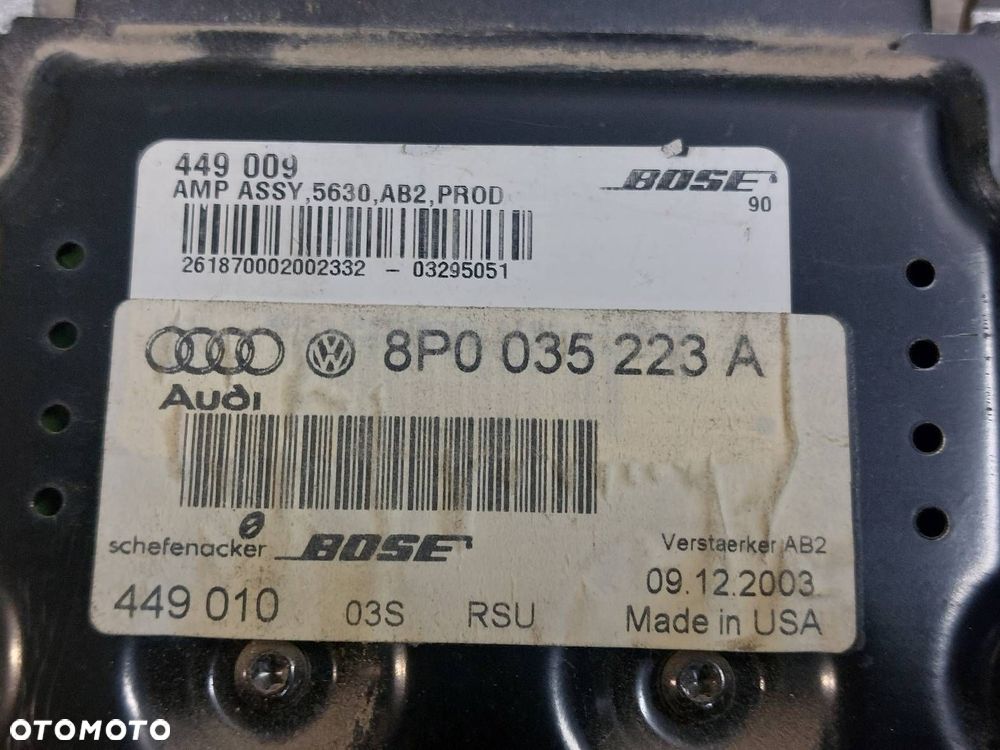 449 009
AMP ASSY,5630,AB2,PROD
BOSE
90
261870002002332 - 03295051
8P0 035 223 A
Audi
schefenacker BOSE
Verstaerker AB2
09.12.2003
449 010 03S RSU Made in USA
OTOMOTO